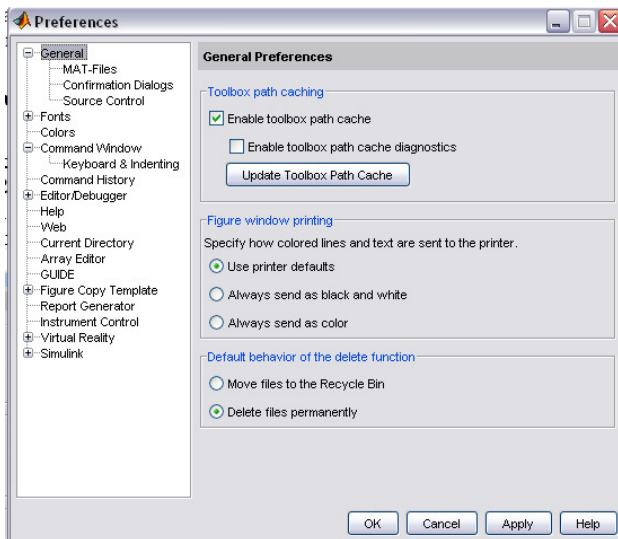 Preferences
General
MAT-Files
Confirmation Dialogs
Source Control
Fonts
Colors
Command Window
Keyboard & Indenting
Command History
Editor/Debugger
Help
Web
Current Directory
Array Editor
GUIDE
Figure Copy Template
Report Generator
Instrument Control
Virtual Reality
Simulink
General Preferences
Toolbox path caching
Enable toolbox path cache
Enable toolbox path cache diagnostics
Update Toolbox Path Cache
Figure window printing
Specify how colored lines and text are sent to the printer.
Use printer defaults
Always send as black and white
Always send as color
Default behavior of the delete function
Move files to the Recycle Bin
Delete files permanently
OK Cancel Apply Help